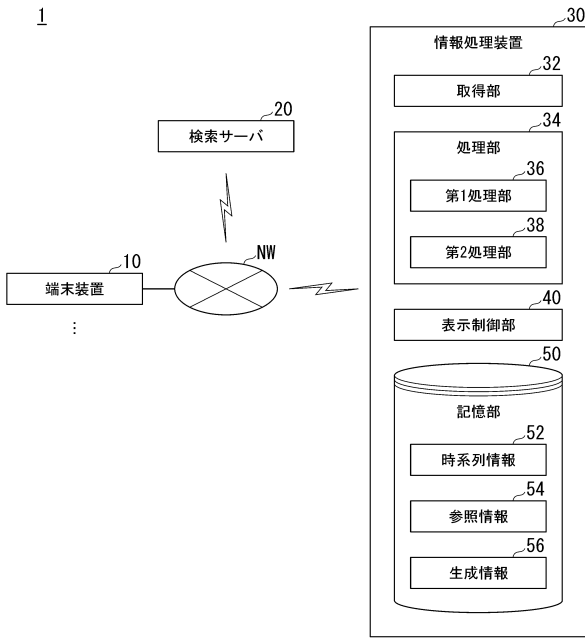 1
30
情報処理装置
32
取得部
20
検索サーバ
34
処理部
36
第1処理部
38
第2処理部
NW
10
端末装置
⋮
40
表示制御部
50
記憶部
52
時系列情報
54
参照情報
56
生成情報